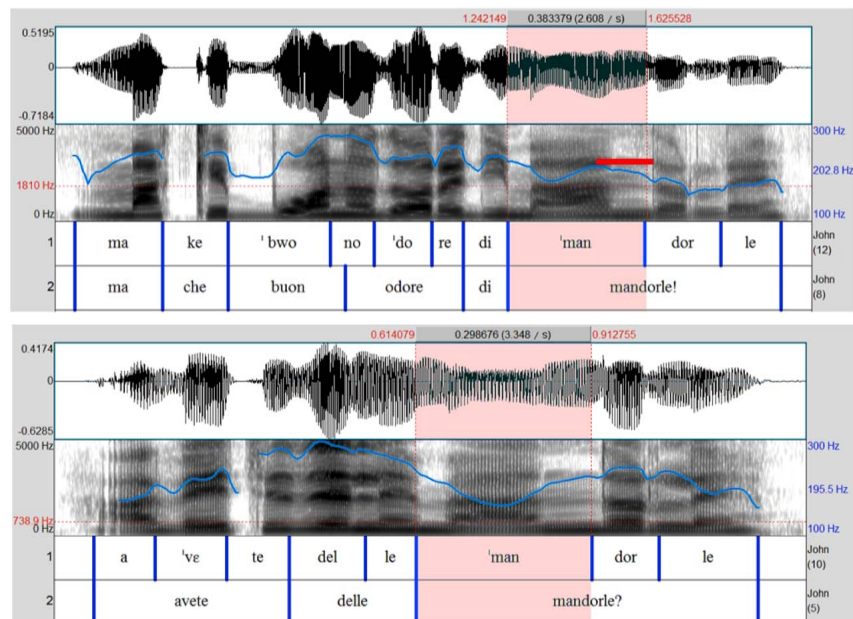 1.242149 0.383379 (2.608 / s) 1.625528
0.5195
0
-0.7184
5000 Hz 300 Hz
1810 Hz 202.8 Hz
0 Hz 100 Hz
1 ma ke ˈbwo no ˈdo re di ˈman dor le John (12)
2 ma che buon odore di mandorle! John (8)
0.614079 0.298676 (3.348 / s) 0.912755
0.4174
0
-0.6285
5000 Hz 300 Hz
195.5 Hz
738.9 Hz
0 Hz 100 Hz
1 a ˈvɛ te del le ˈman dor le John (10)
2 avete delle mandorle? John (5)